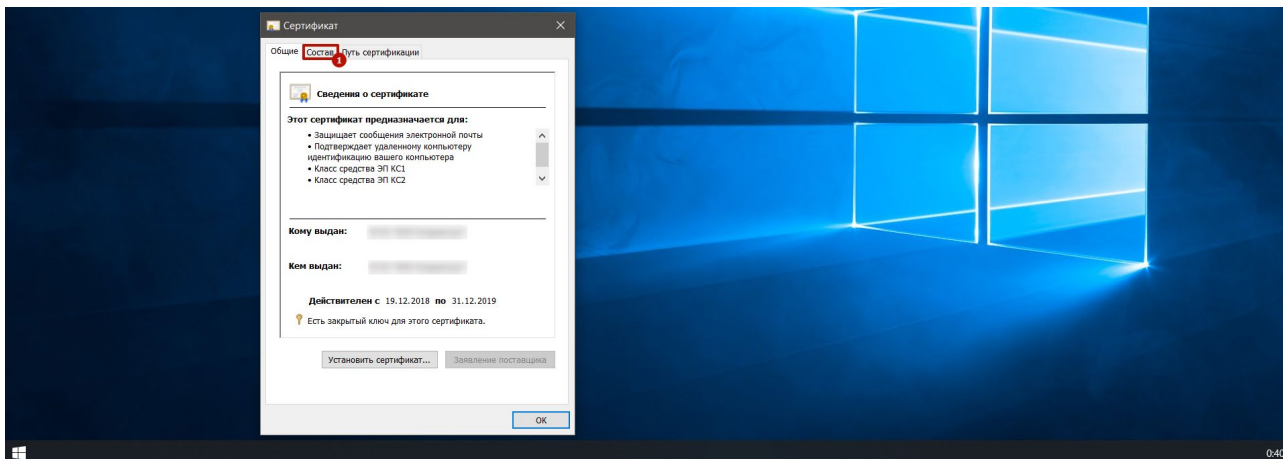 Сертификат
Общие Состав Путь сертификации
1
Сведения о сертификате
Этот сертификат предназначается для:
• Защищает сообщения электронной почты
• Подтверждает удаленному компьютеру
идентификацию вашего компьютера
• Класс средства ЭП КС1
• Класс средства ЭП КС2
Кому выдан:
Кем выдан:
Действителен с 19.12.2018 по 31.12.2019
Есть закрытый ключ для этого сертификата.
Установить сертификат... Заявление поставщика
ОК
0:40